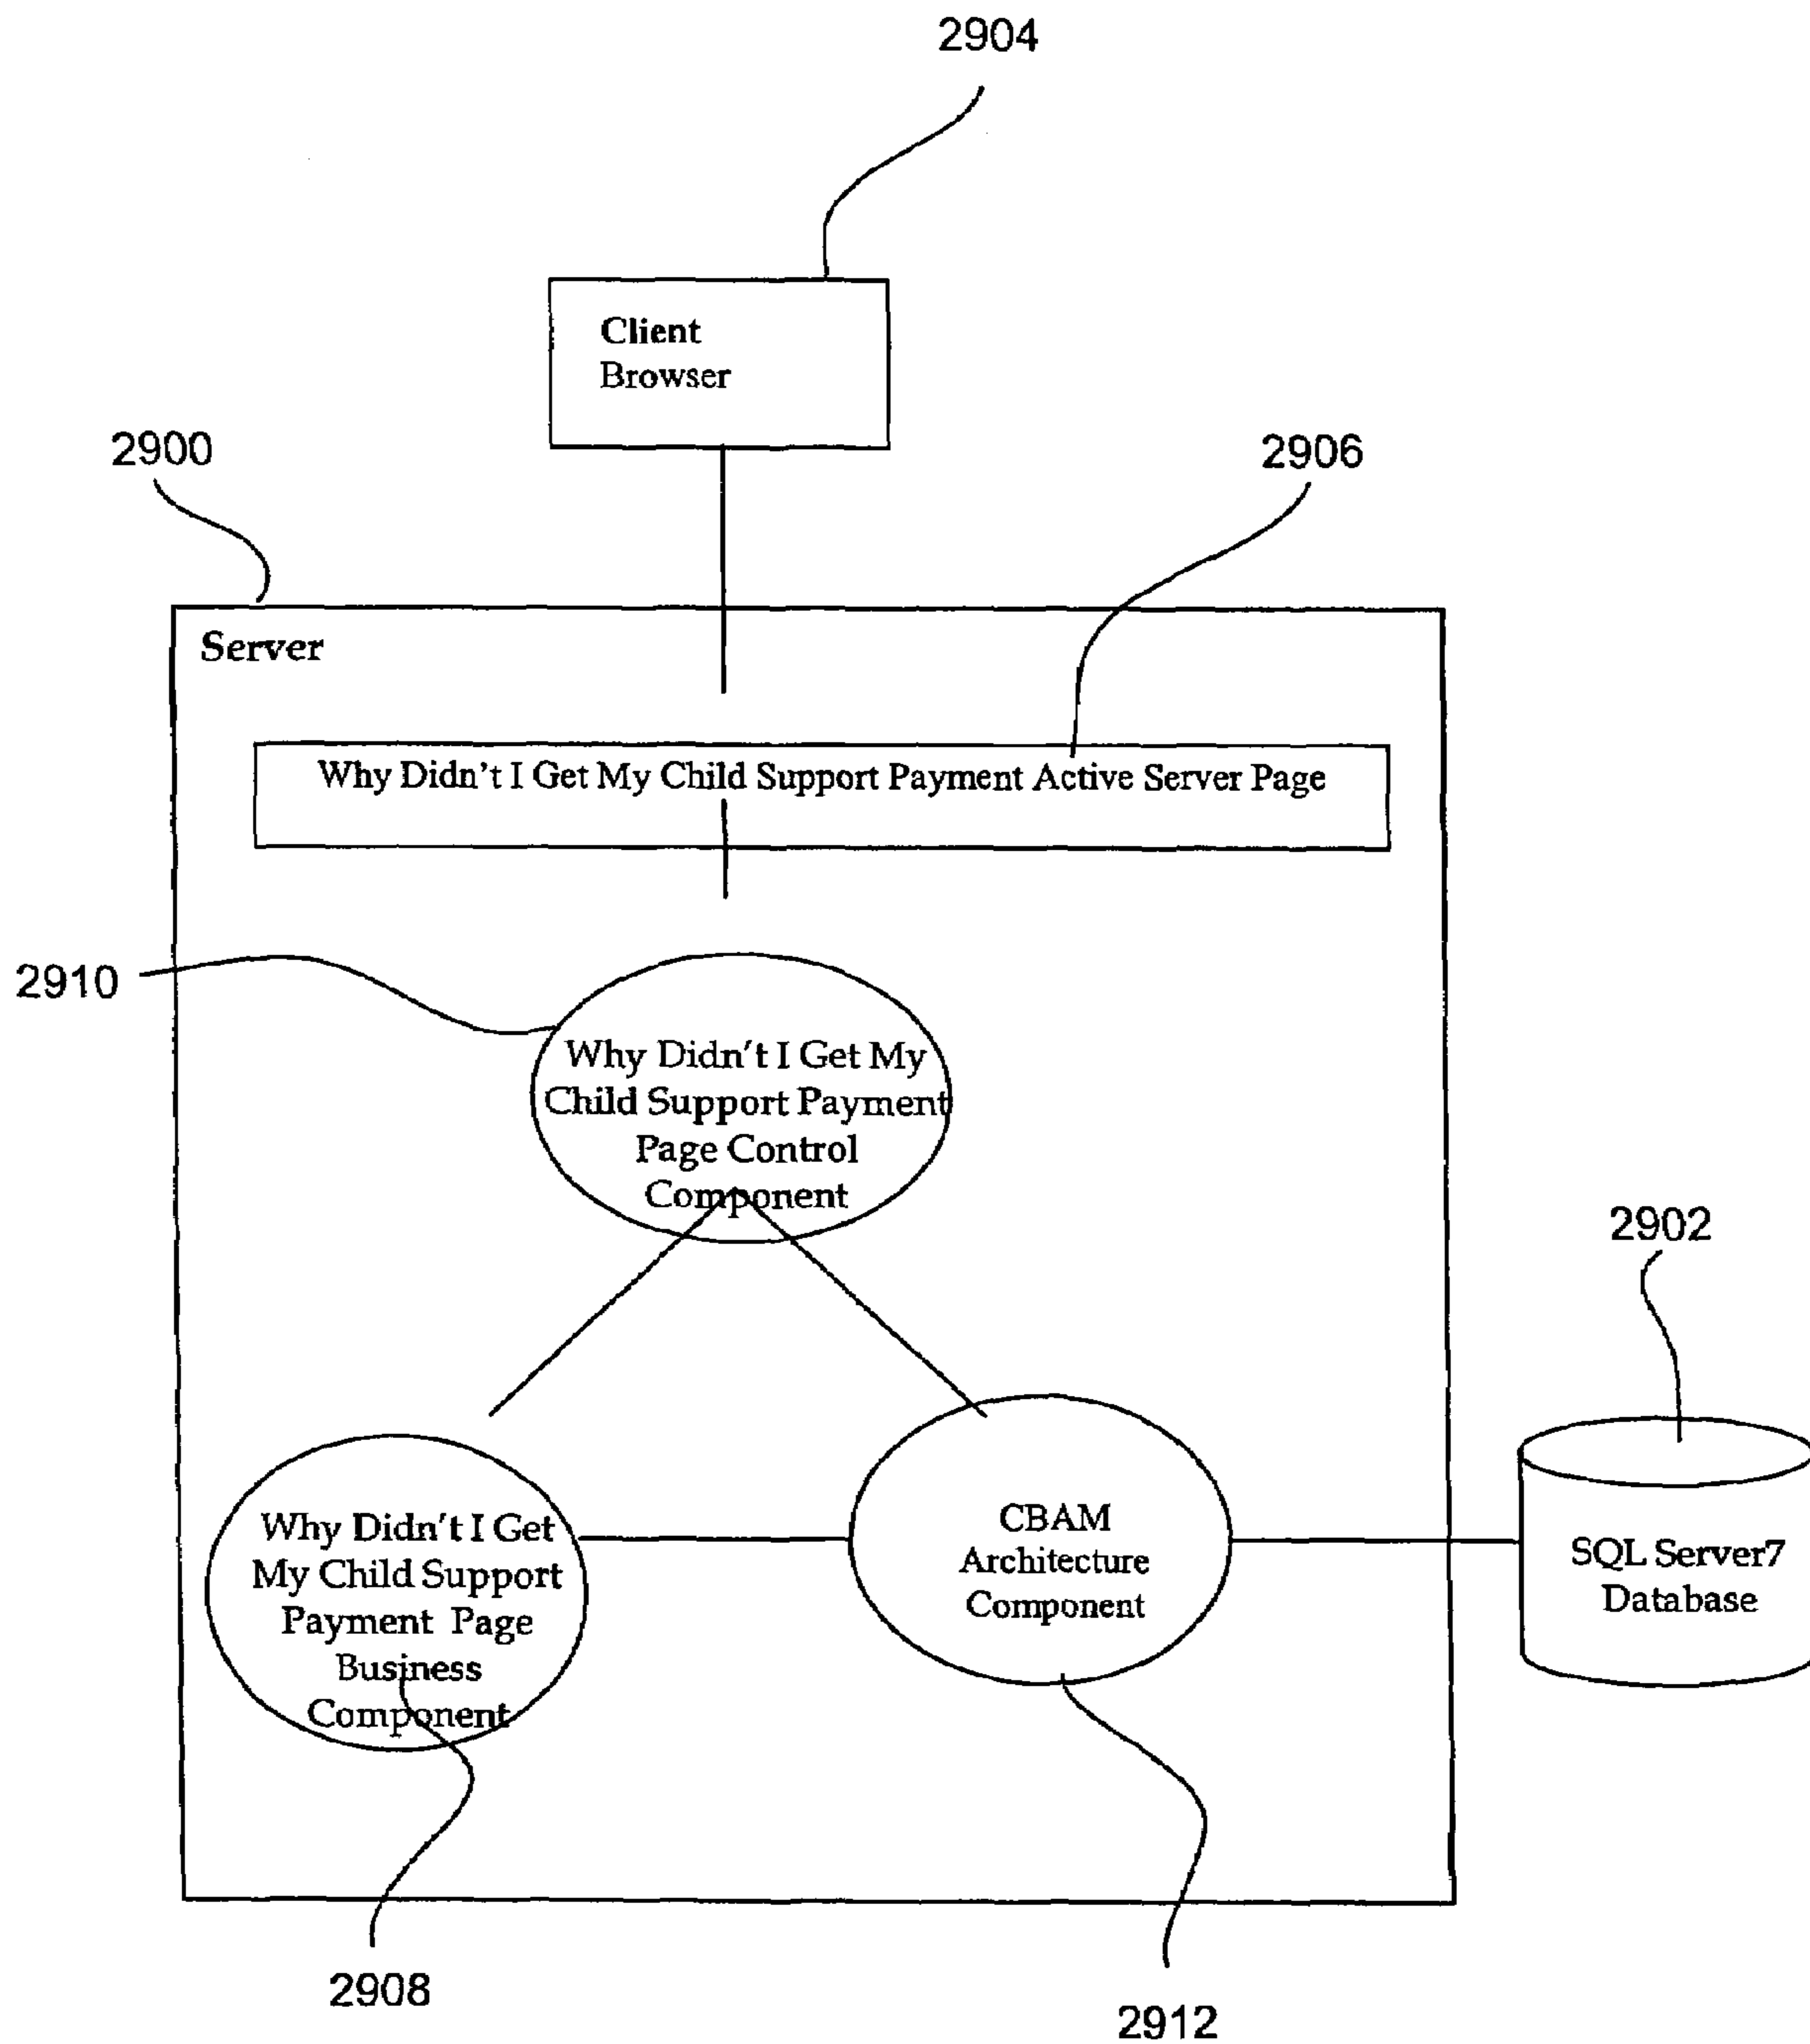 2904
Client
Browser
2900
2906
Server
Why Didn't I Get My Child Support Payment Active Server Page
2910
Why Didn't I Get My
Child Support Payment
Page Control
Component
2902
Why Didn't I Get
My Child Support
Payment Page
Business
Component
CBAM
Architecture
Component
SQL Server7
Database
2908
2912